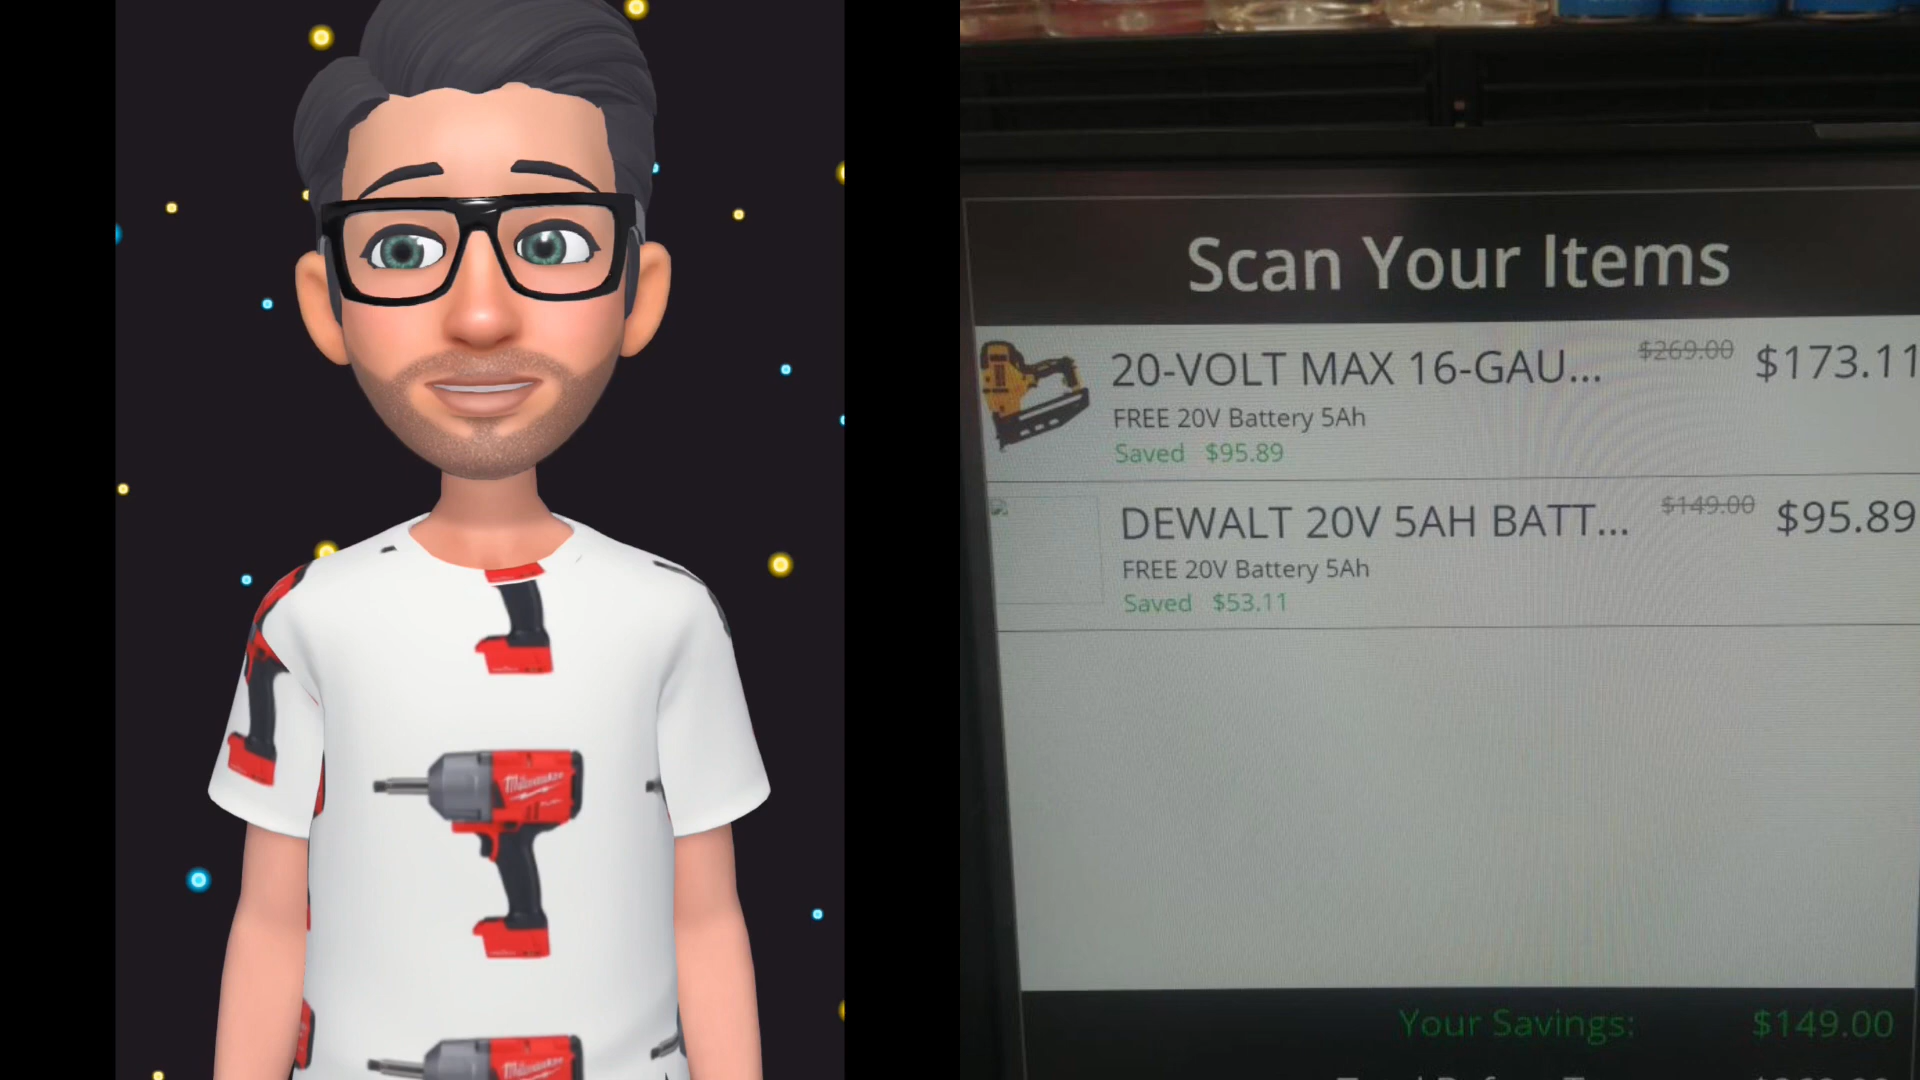 Milwaukee
Milwaukee
Scan Your Items
20-VOLT MAX 16-GAU... $269.00 $173.11
FREE 20V Battery 5Ah
Saved $95.89
DEWALT 20V 5AH BATT... $149.00 $95.89
FREE 20V Battery 5Ah
Saved $53.11
Your Savings: $149.00